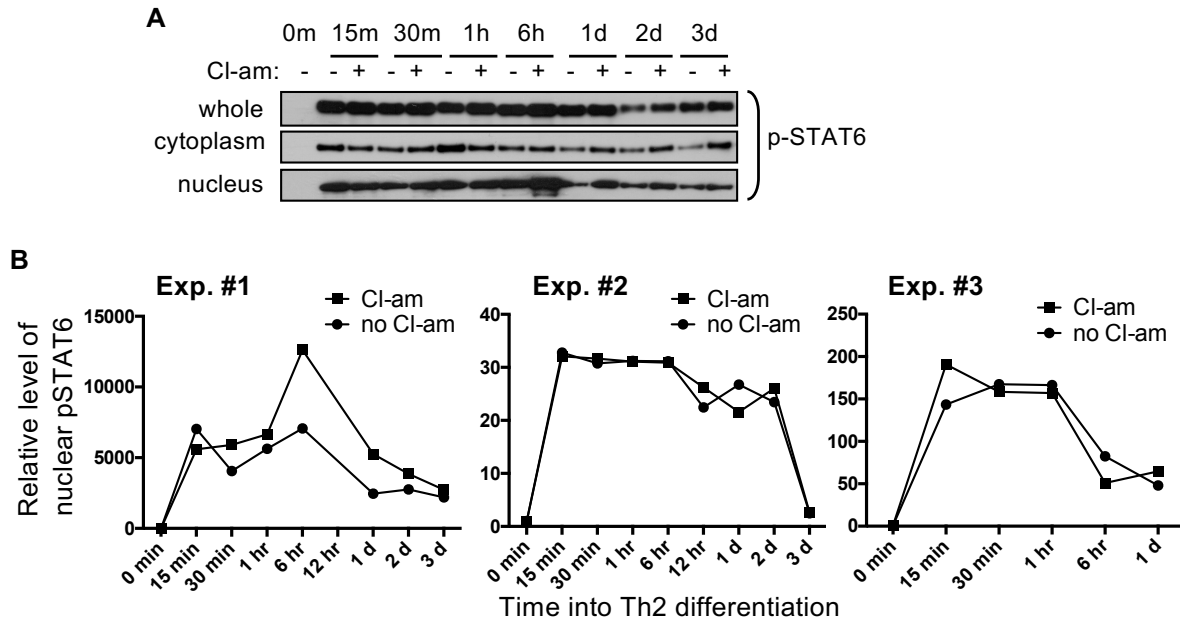 A
0m 15m 30m 1h 6h 1d 2d 3d
Cl-am: - - + - + - + - + - + - + - +
whole
cytoplasm
nucleus
p-STAT6
B
Exp. #1
Cl-am
no Cl-am
Exp. #2
Cl-am
no Cl-am
Exp. #3
Cl-am
no Cl-am
Relative level of
nuclear pSTAT6
15000
10000
5000
0
0 min 15 min 30 min 1 hr 6 hr 12 hr 1 d 2 d 3 d
40
30
20
10
0
0 min 15 min 30 min 1 hr 6 hr 12 hr 1 d 2 d 3 d
250
200
150
100
50
0
0 min 15 min 30 min 1 hr 6 hr 1 d
Time into Th2 differentiation